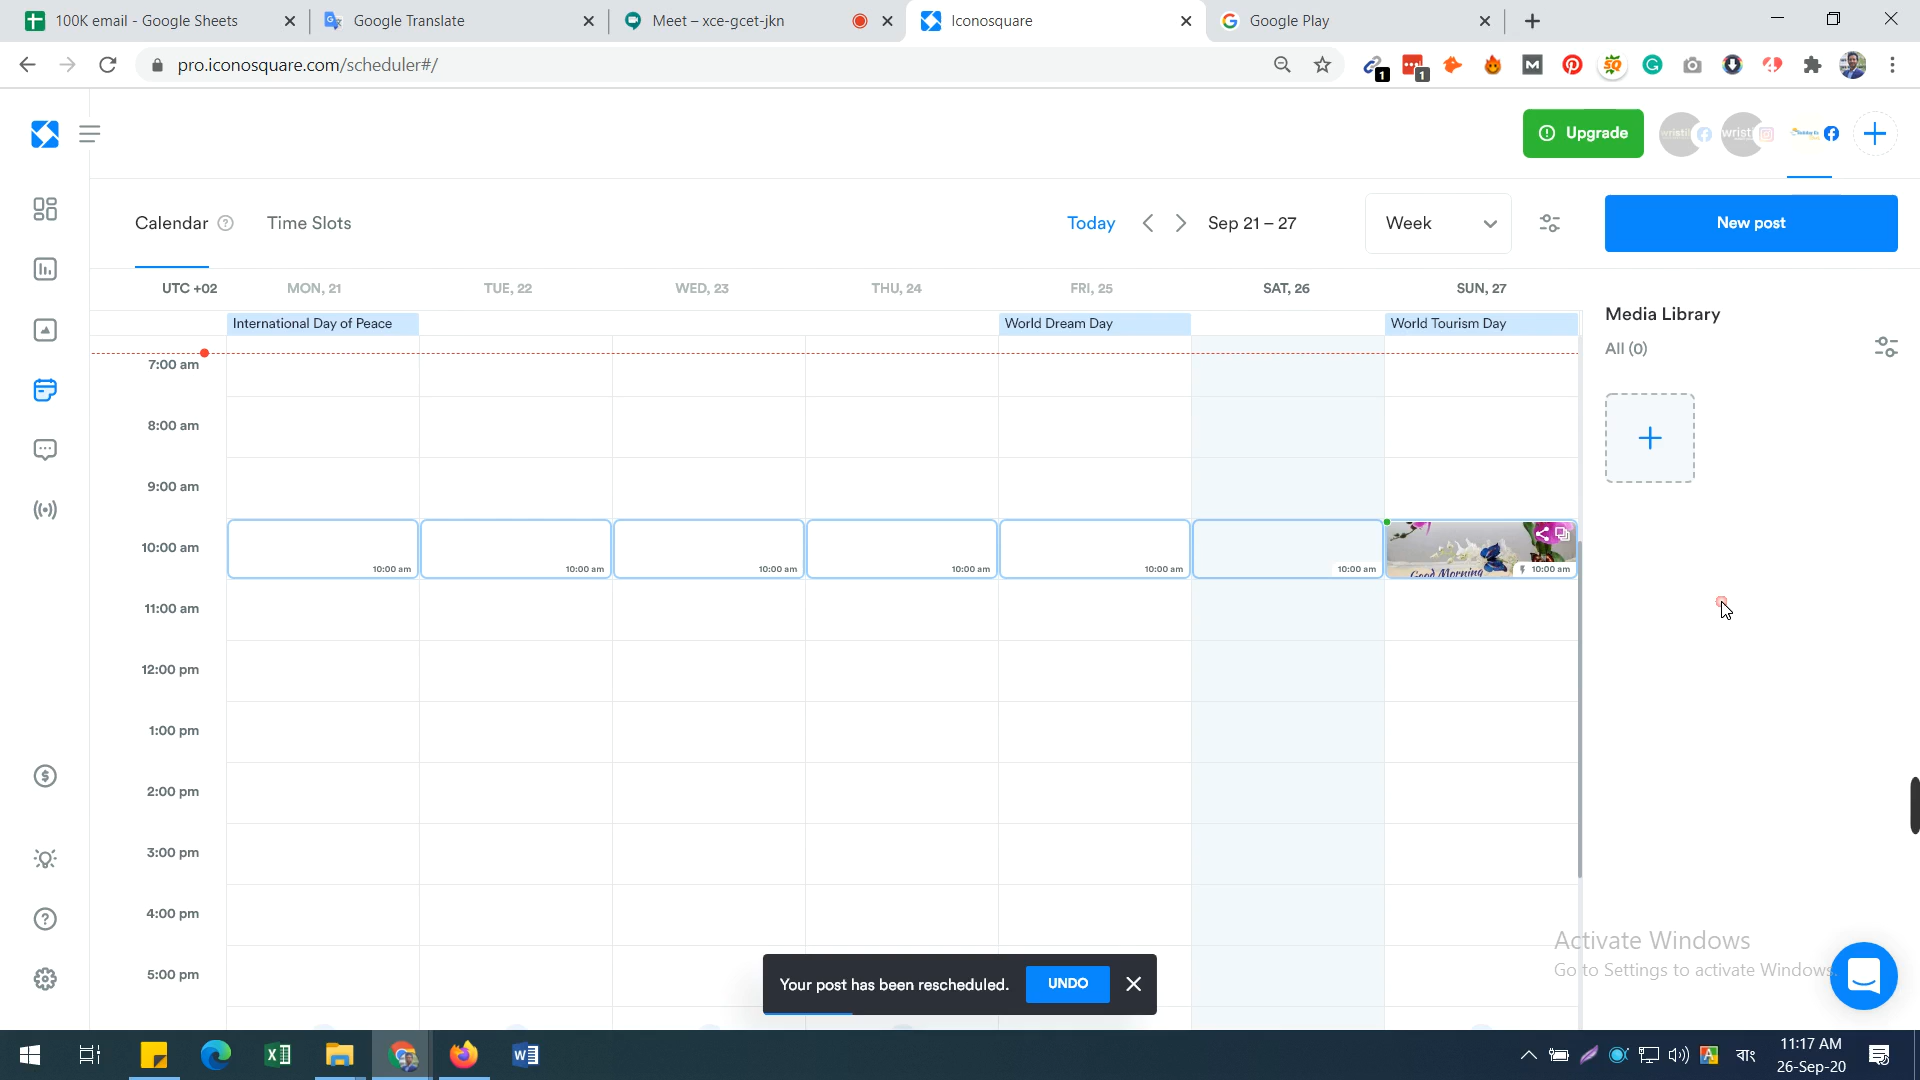 100K email - Google Sheets
Google Translate
Meet – xce-gcet-jkn
Iconosquare
Google Play
pro.iconosquare.com/scheduler#/
1
1
Upgrade
Calendar
Time Slots
Today
Sep 21 – 27
Week
New post
UTC +02
MON, 21
TUE, 22
WED, 23
THU, 24
FRI, 25
SAT, 26
SUN, 27
International Day of Peace
World Dream Day
World Tourism Day
Media Library
All (0)
7:00 am
8:00 am
9:00 am
10:00 am
10:00 am
10:00 am
10:00 am
10:00 am
10:00 am
10:00 am
Good Morning
10:00 am
11:00 am
12:00 pm
1:00 pm
2:00 pm
3:00 pm
4:00 pm
5:00 pm
Your post has been rescheduled.
UNDO
Activate Windows
Go to Settings to activate Windows.
বাং
11:17 AM
26-Sep-20